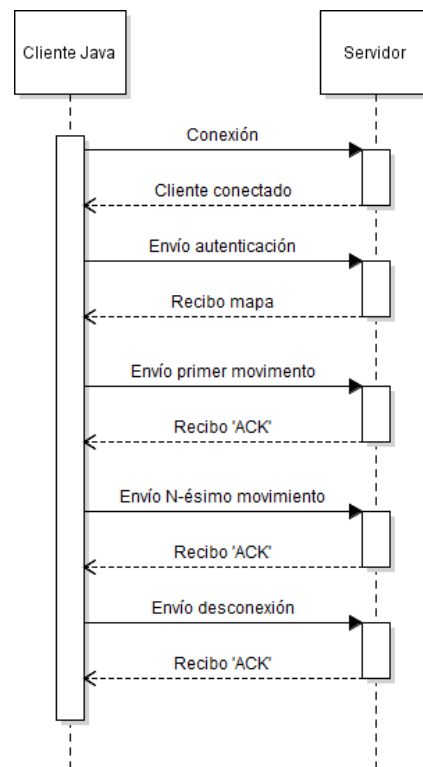 Cliente Java
Servidor
Conexión
Cliente conectado
Envío autenticación
Recibo mapa
Envío primer movimento
Recibo 'ACK'
Envío N-ésimo movimiento
Recibo 'ACK'
Envío desconexión
Recibo 'ACK'